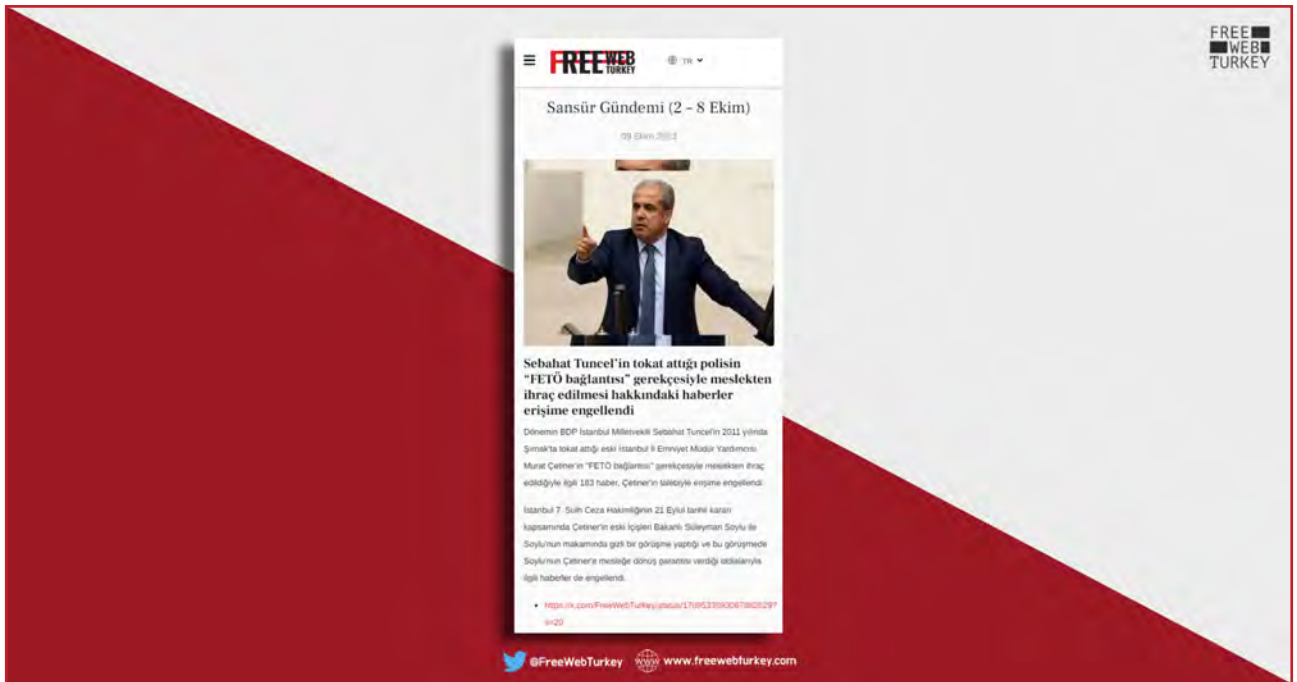 FREE
WEB
TURKEY
FREE WEB TURKEY
TR
Sansür Gündemi (2 – 8 Ekim)
09 Ekim 2023
Sebahat Tuncel’in tokat attığı polisin
“FETÖ bağlantısı” gerekçesiyle meslekten
ihraç edilmesi hakkındaki haberler
erişime engellendi
Dönemin BDP İstanbul Milletvekili Sebahat Tuncel'in 2011 yılında
Şırnak'ta tokat attığı eski İstanbul İl Emniyet Müdür Yardımcısı
Murat Çetiner'in "FETÖ bağlantısı" gerekçesiyle meslekten ihraç
edildiğiyle ilgili 183 haber, Çetiner'in talebiyle erişime engellendi.
İstanbul 7. Sulh Ceza Hakimliğinin 21 Eylül tarihli kararı
kapsamında Çetiner'in eski İçişleri Bakanı Süleyman Soylu ile
Soylu'nun makamında gizli bir görüşme yaptığı ve bu görüşmede
Soylu'nun Çetiner'e mesleğe dönüş garantisi verdiği iddialarıyla
ilgili haberler de engellendi.
s=20
@FreeWebTurkey
www www.freewebturkey.com